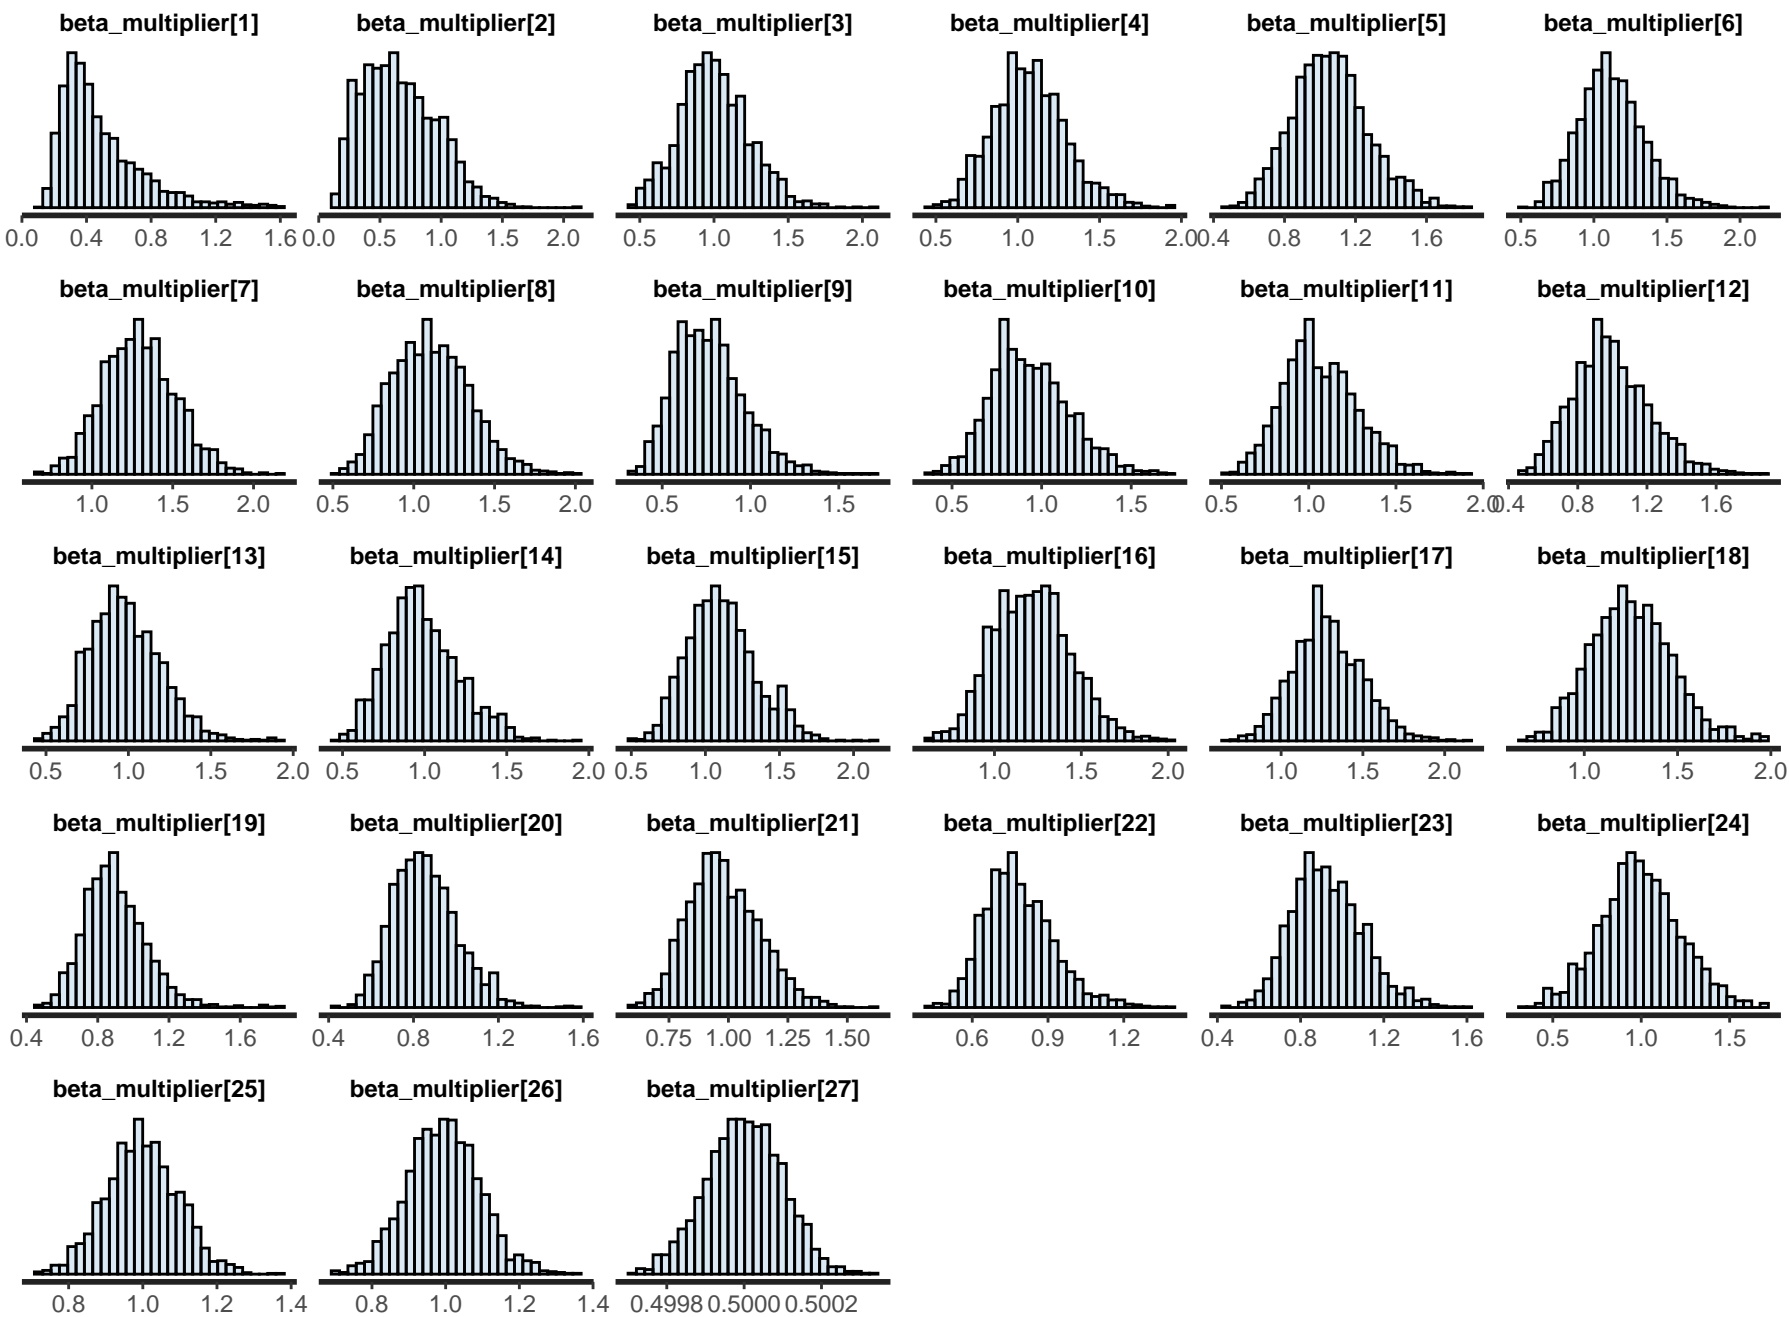 beta_multiplier[1] beta_multiplier[2] beta_multiplier[3] beta_multiplier[4] beta_multiplier[5] beta_multiplier[6]
0.0 0.4 0.8 1.2 1.6 0.0 0.5 1.0 1.5 2.0 0.5 1.0 1.5 2.0 0.5 1.0 1.5 2.0 0.4 0.8 1.2 1.6 0.5 1.0 1.5 2.0
beta_multiplier[7] beta_multiplier[8] beta_multiplier[9] beta_multiplier[10] beta_multiplier[11] beta_multiplier[12]
1.0 1.5 2.0 0.5 1.0 1.5 2.0 0.5 1.0 1.5 0.5 1.0 1.5 0.5 1.0 1.5 2.0 0.4 0.8 1.2 1.6
beta_multiplier[13] beta_multiplier[14] beta_multiplier[15] beta_multiplier[16] beta_multiplier[17] beta_multiplier[18]
0.5 1.0 1.5 2.0 0.5 1.0 1.5 2.0 0.5 1.0 1.5 2.0 1.0 1.5 2.0 1.0 1.5 2.0 1.0 1.5 2.0
beta_multiplier[19] beta_multiplier[20] beta_multiplier[21] beta_multiplier[22] beta_multiplier[23] beta_multiplier[24]
0.4 0.8 1.2 1.6 0.4 0.8 1.2 1.6 0.75 1.00 1.25 1.50 0.6 0.9 1.2 0.4 0.8 1.2 1.6 0.5 1.0 1.5
beta_multiplier[25] beta_multiplier[26] beta_multiplier[27]
0.8 1.0 1.2 1.4 0.8 1.0 1.2 1.4 0.4998 0.5000 0.5002